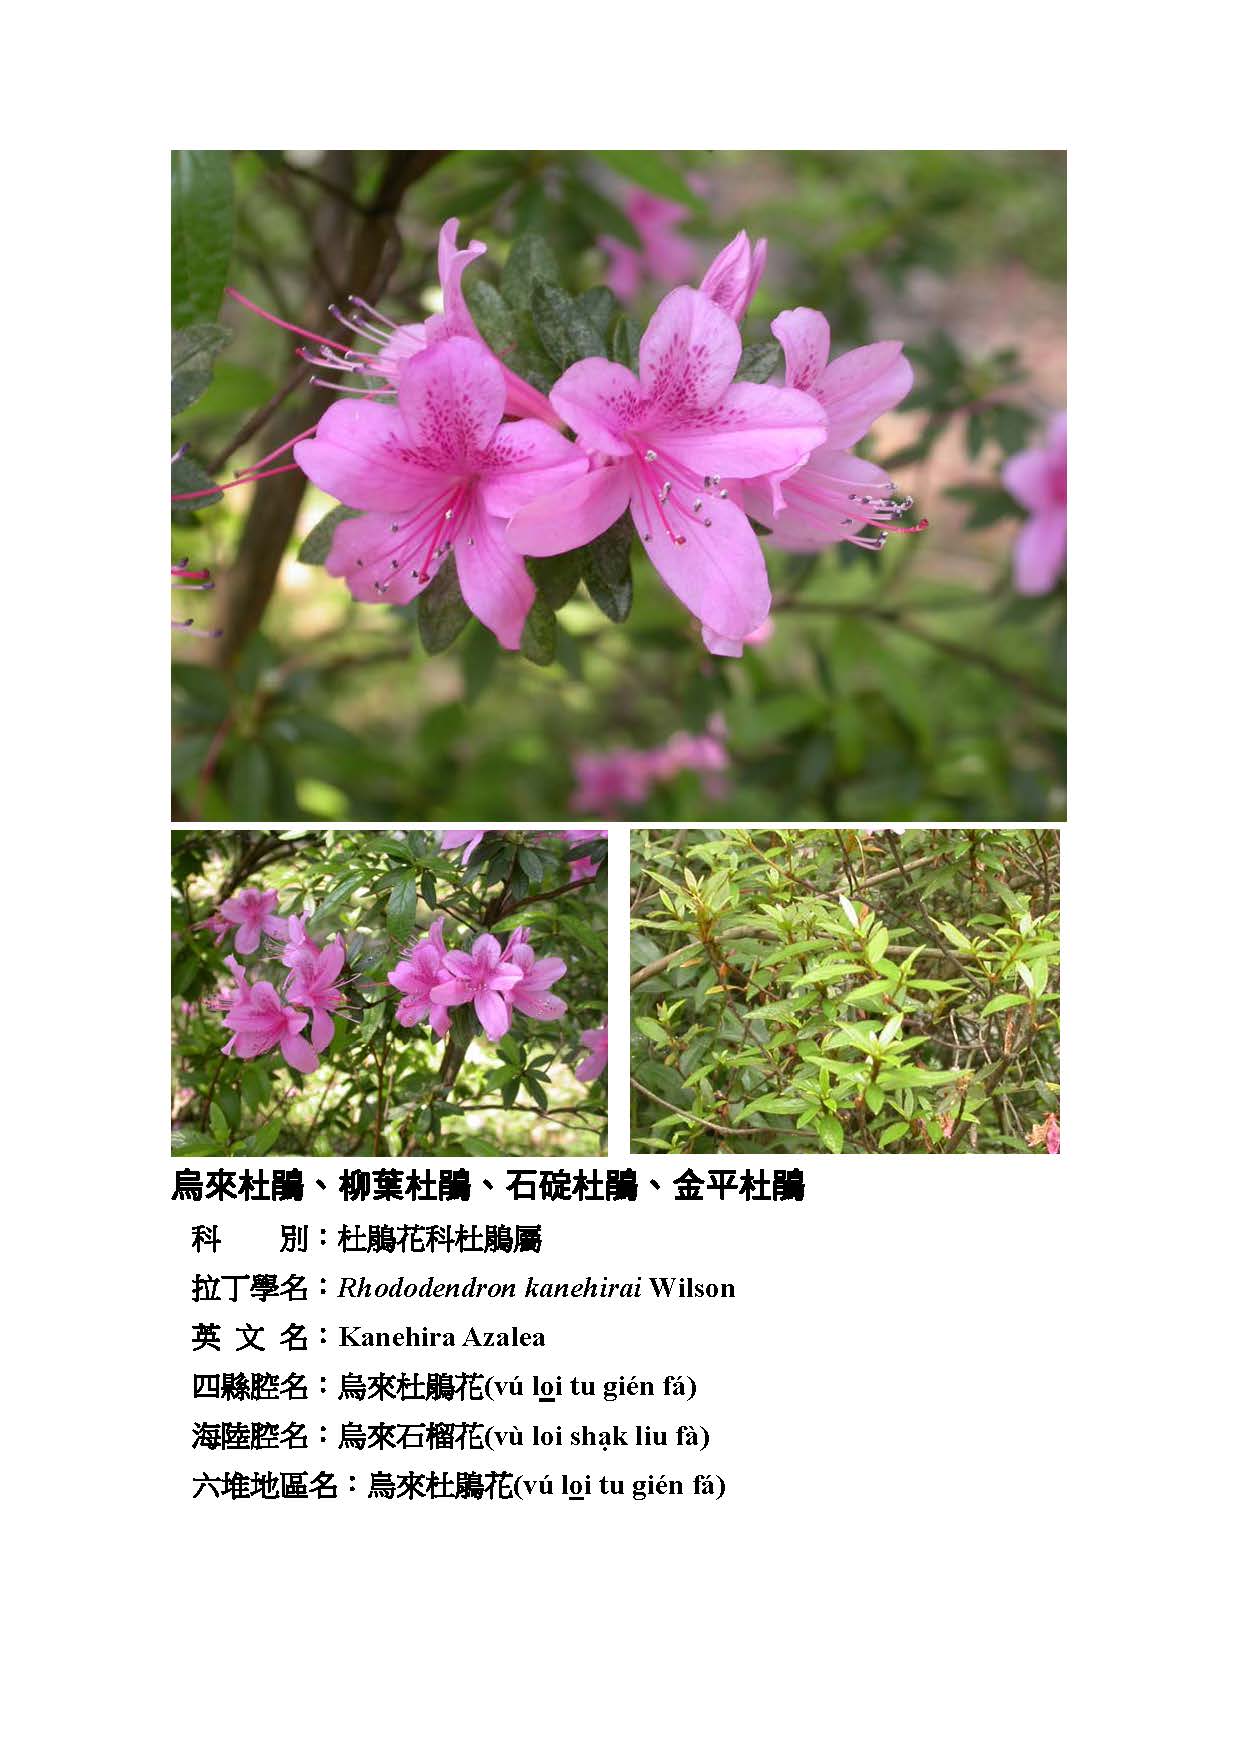 烏來杜鵑、柳葉杜鵑、石碇杜鵑、金平杜鵑
科　　別：杜鵑花科杜鵑屬
拉丁學名：Rhododendron kanehirai Wilson
英 文 名：Kanehira Azalea
四縣腔名：烏來杜鵑花(vú lo̲i tu gién fá)
海陸腔名：烏來石榴花(vù loi shạk liu fà)
六堆地區名：烏來杜鵑花(vú lo̲i tu gién fá)